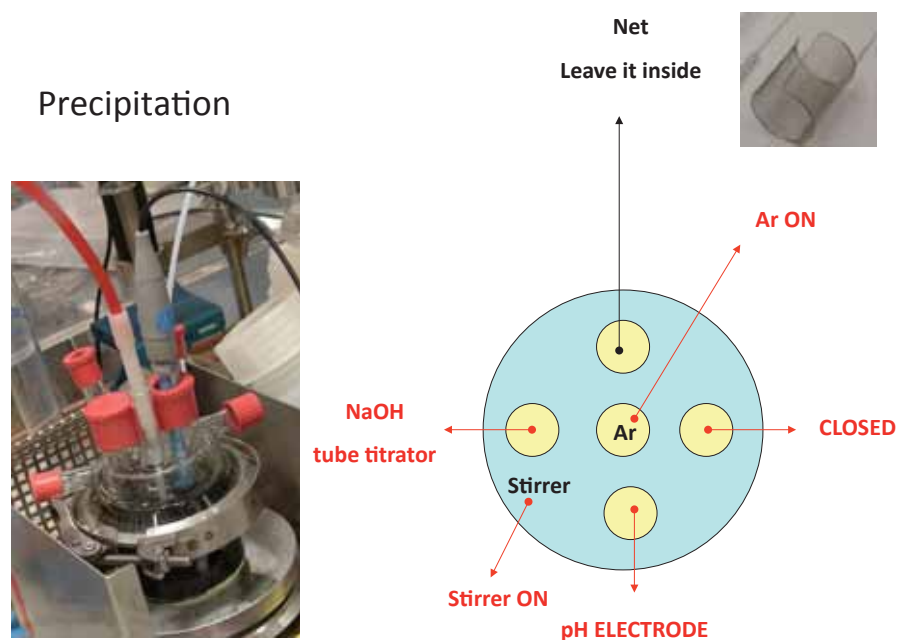 Net
Leave it inside
Precipitation
Ar ON
NaOH
tube titrator
Ar
CLOSED
Stirrer
Stirrer ON
pH ELECTRODE